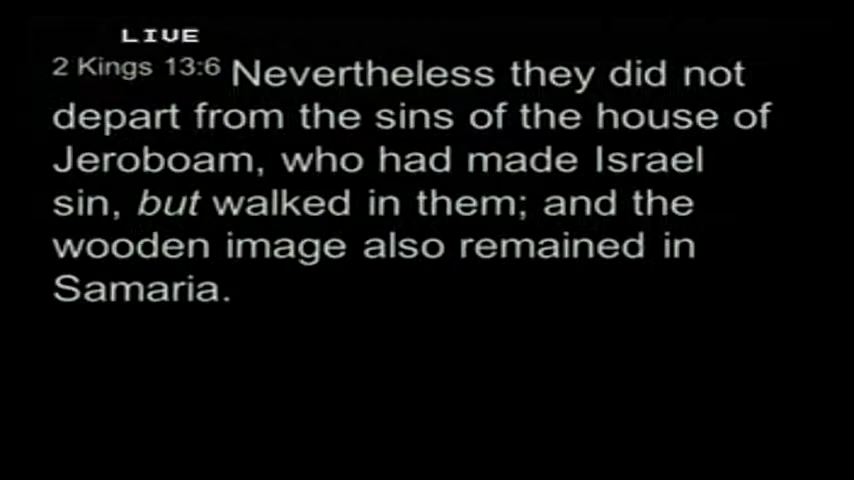 LIVE
2 Kings 13:6 Nevertheless they did not
depart from the sins of the house of
Jeroboam, who had made Israel
sin, but walked in them; and the
wooden image also remained in
Samaria.